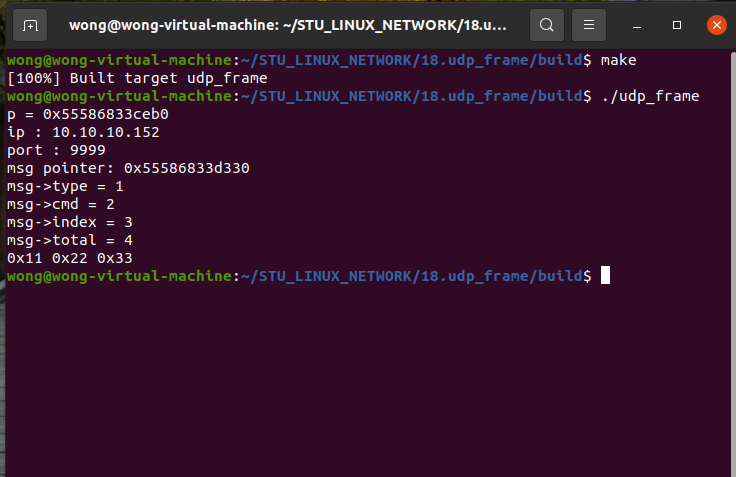 wong@wong-virtual-machine: ~/STU_LINUX_NETWORK/18.u...
wong@wong-virtual-machine:~/STU_LINUX_NETWORK/18.udp_frame/build$ make
[100%] Built target udp_frame
wong@wong-virtual-machine:~/STU_LINUX_NETWORK/18.udp_frame/build$ ./udp_frame
p = 0x55586833ceb0
ip : 10.10.10.152
port : 9999
msg pointer: 0x55586833d330
msg->type = 1
msg->cmd = 2
msg->index = 3
msg->total = 4
0x11 0x22 0x33
wong@wong-virtual-machine:~/STU_LINUX_NETWORK/18.udp_frame/build$